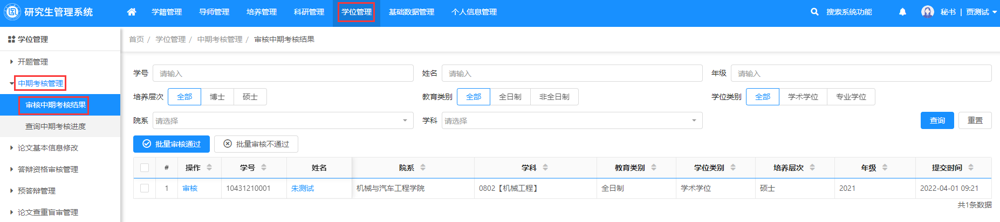 研究生管理系统 学籍管理 导师管理 培养管理 科研管理 学位管理 基础数据管理 个人信息管理 搜索系统功能 秘书 | 贾测试
学位管理
首页 / 学位管理 / 中期考核管理 / 审核中期考核结果
开题管理
中期考核管理
审核中期考核结果
查询中期考核进度
论文基本信息修改
答辩资格审核管理
预答辩管理
论文查重盲审管理
学号 请输入 姓名 请输入 年级 请输入
培养层次 全部 博士 硕士 教育类别 全部 全日制 非全日制 学位类别 全部 学术学位 专业学位
院系 请选择 学科 请选择 查询 重置
批量审核通过 批量审核不通过
# 操作 学号 姓名 院系 学科 教育类别 学位类别 培养层次 年级 提交时间
1 审核 10431210001 朱测试 机械与汽车工程学院 0802【机械工程】 全日制 学术学位 硕士 2021 2022-04-01 09:21
共1条数据